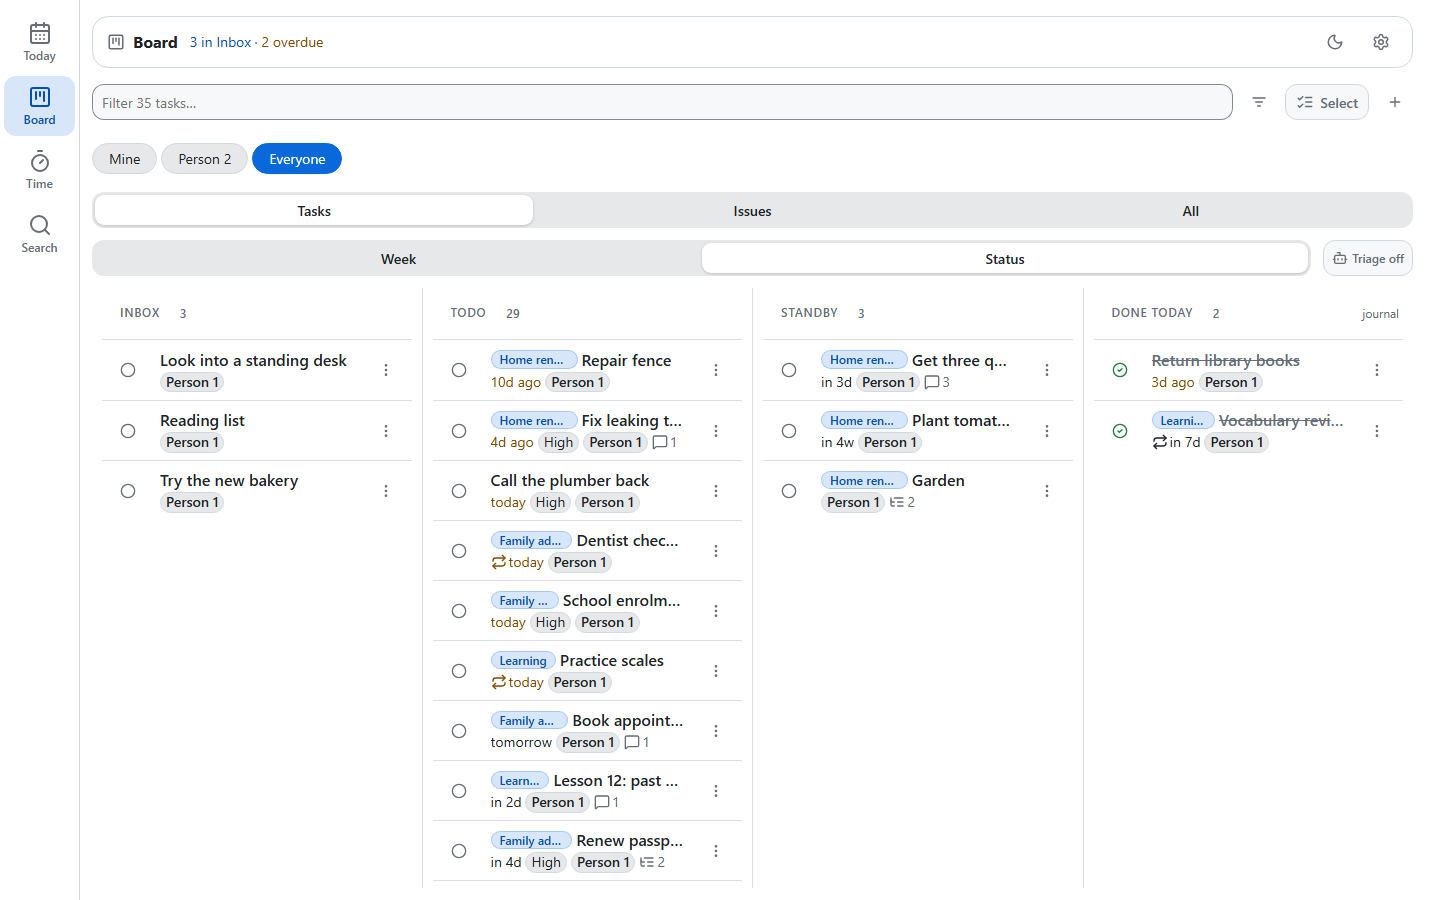 Today
Board
Time
Search
Board 3 in Inbox · 2 overdue
Filter 35 tasks...
Select
Mine Person 2 Everyone
Tasks Issues All
Week Status
Triage off
INBOX 3
Look into a standing desk
Person 1
Reading list
Person 1
Try the new bakery
Person 1
TODO 29
Home ren... Repair fence
10d ago Person 1
Home ren... Fix leaking t...
4d ago High Person 1 1
Call the plumber back
today High Person 1
Family ad... Dentist chec...
today Person 1
Family ... School enrolm...
today High Person 1
Learning Practice scales
today Person 1
Family a... Book appoint...
tomorrow Person 1 1
Learn... Lesson 12: past ...
in 2d Person 1 1
Family ad... Renew passp...
in 4d High Person 1 2
STANDBY 3
Home ren... Get three q...
in 3d Person 1 3
Home ren... Plant tomat...
in 4w Person 1
Home ren... Garden
Person 1 2
DONE TODAY 2 journal
Return library books
3d ago Person 1
Learni... Vocabulary revi...
in 7d Person 1